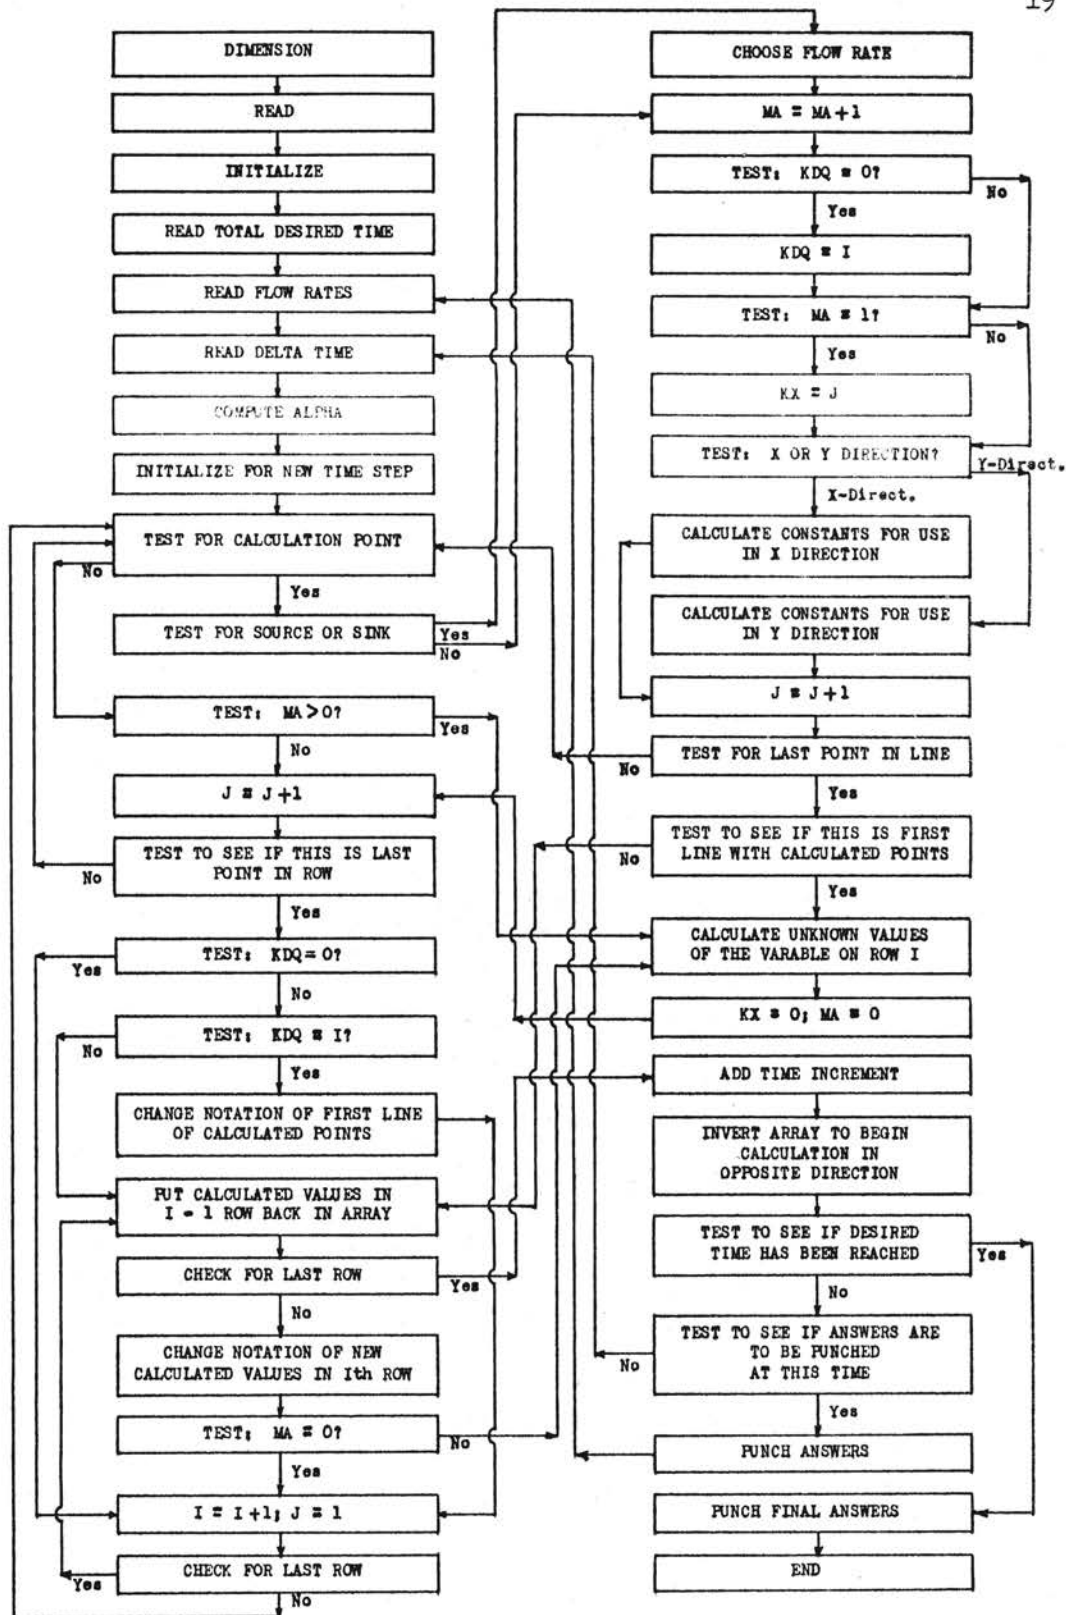 19
DIMENSION
READ
INITIALIZE
READ TOTAL DESIRED TIME
READ FLOW RATES
READ DELTA TIME
COMPUTE ALPHA
INITIALIZE FOR NEW TIME STEP
TEST FOR CALCULATION POINT
No
Yes
TEST FOR SOURCE OR SINK
Yes
No
TEST: MA > 0?
Yes
No
J = J+1
TEST TO SEE IF THIS IS LAST
POINT IN ROW
No
Yes
TEST: KDQ = 0?
Yes
No
TEST: KDQ = I?
No
Yes
CHANGE NOTATION OF FIRST LINE
OF CALCULATED POINTS
PUT CALCULATED VALUES IN
I - 1 ROW BACK IN ARRAY
CHECK FOR LAST ROW
Yes
No
CHANGE NOTATION OF NEW
CALCULATED VALUES IN Ith ROW
TEST: MA = 0?
No
Yes
I = I+1; J = 1
CHECK FOR LAST ROW
Yes
No
CHOOSE FLOW RATE
MA = MA+1
TEST: KDQ = 0?
No
Yes
KDQ = I
TEST: MA = 1?
No
Yes
KX = J
TEST: X OR Y DIRECTION?
Y-Direct.
X-Direct.
CALCULATE CONSTANTS FOR USE
IN X DIRECTION
CALCULATE CONSTANTS FOR USE
IN Y DIRECTION
J = J+1
TEST FOR LAST POINT IN LINE
No
Yes
TEST TO SEE IF THIS IS FIRST
LINE WITH CALCULATED POINTS
No
Yes
CALCULATE UNKNOWN VALUES
OF THE VARABLE ON ROW I
KX = 0; MA = 0
ADD TIME INCREMENT
INVERT ARRAY TO BEGIN
CALCULATION IN
OPPOSITE DIRECTION
TEST TO SEE IF DESIRED
TIME HAS BEEN REACHED
Yes
No
TEST TO SEE IF ANSWERS ARE
TO BE PUNCHED
AT THIS TIME
No
Yes
PUNCH ANSWERS
PUNCH FINAL ANSWERS
END